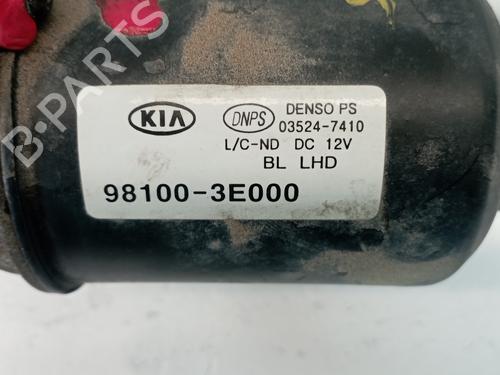 KIA
DNPS
DENSO PS
03524-7410
L/C-ND DC 12V
BL LHD
98100-3E000
B-PARTS